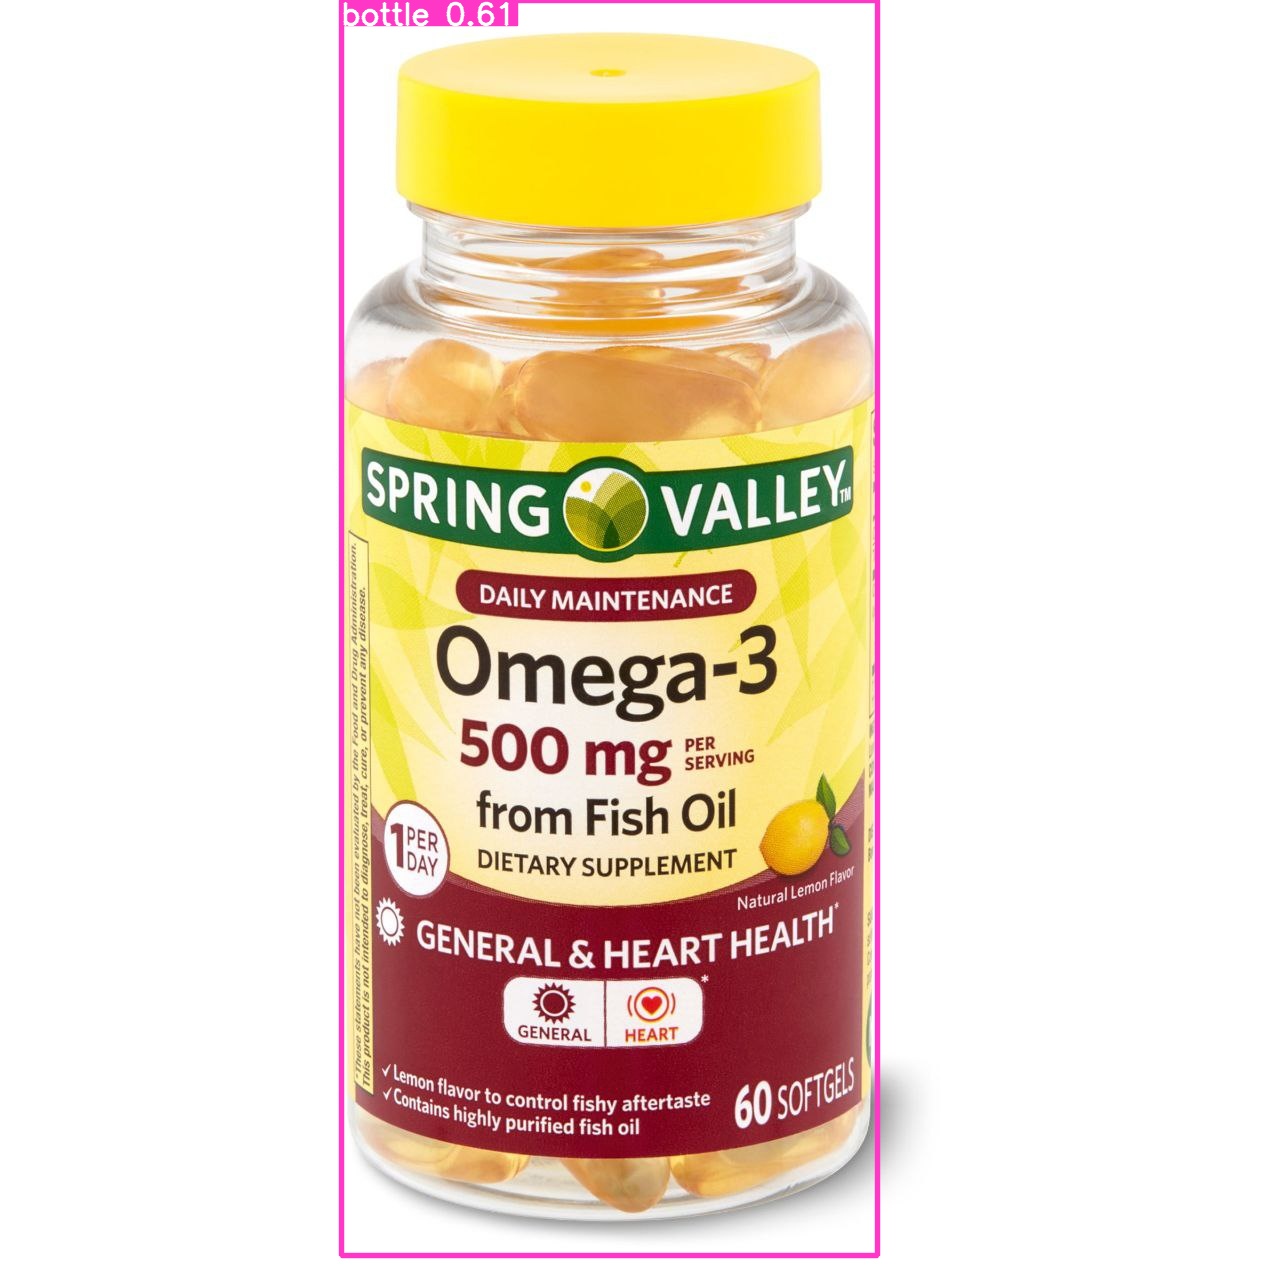 bottle 0.61
SPRING VALLEY™
DAILY MAINTENANCE
Omega-3
500 mg PER SERVING
from Fish Oil
DIETARY SUPPLEMENT
1 PER DAY
Natural Lemon Flavor
GENERAL & HEART HEALTH*
GENERAL HEART *
✓ Lemon flavor to control fishy aftertaste
✓ Contains highly purified fish oil
60 SOFTGELS
*These statements have not been evaluated by the Food and Drug Administration.
This product is not intended to diagnose, treat, cure, or prevent any disease.